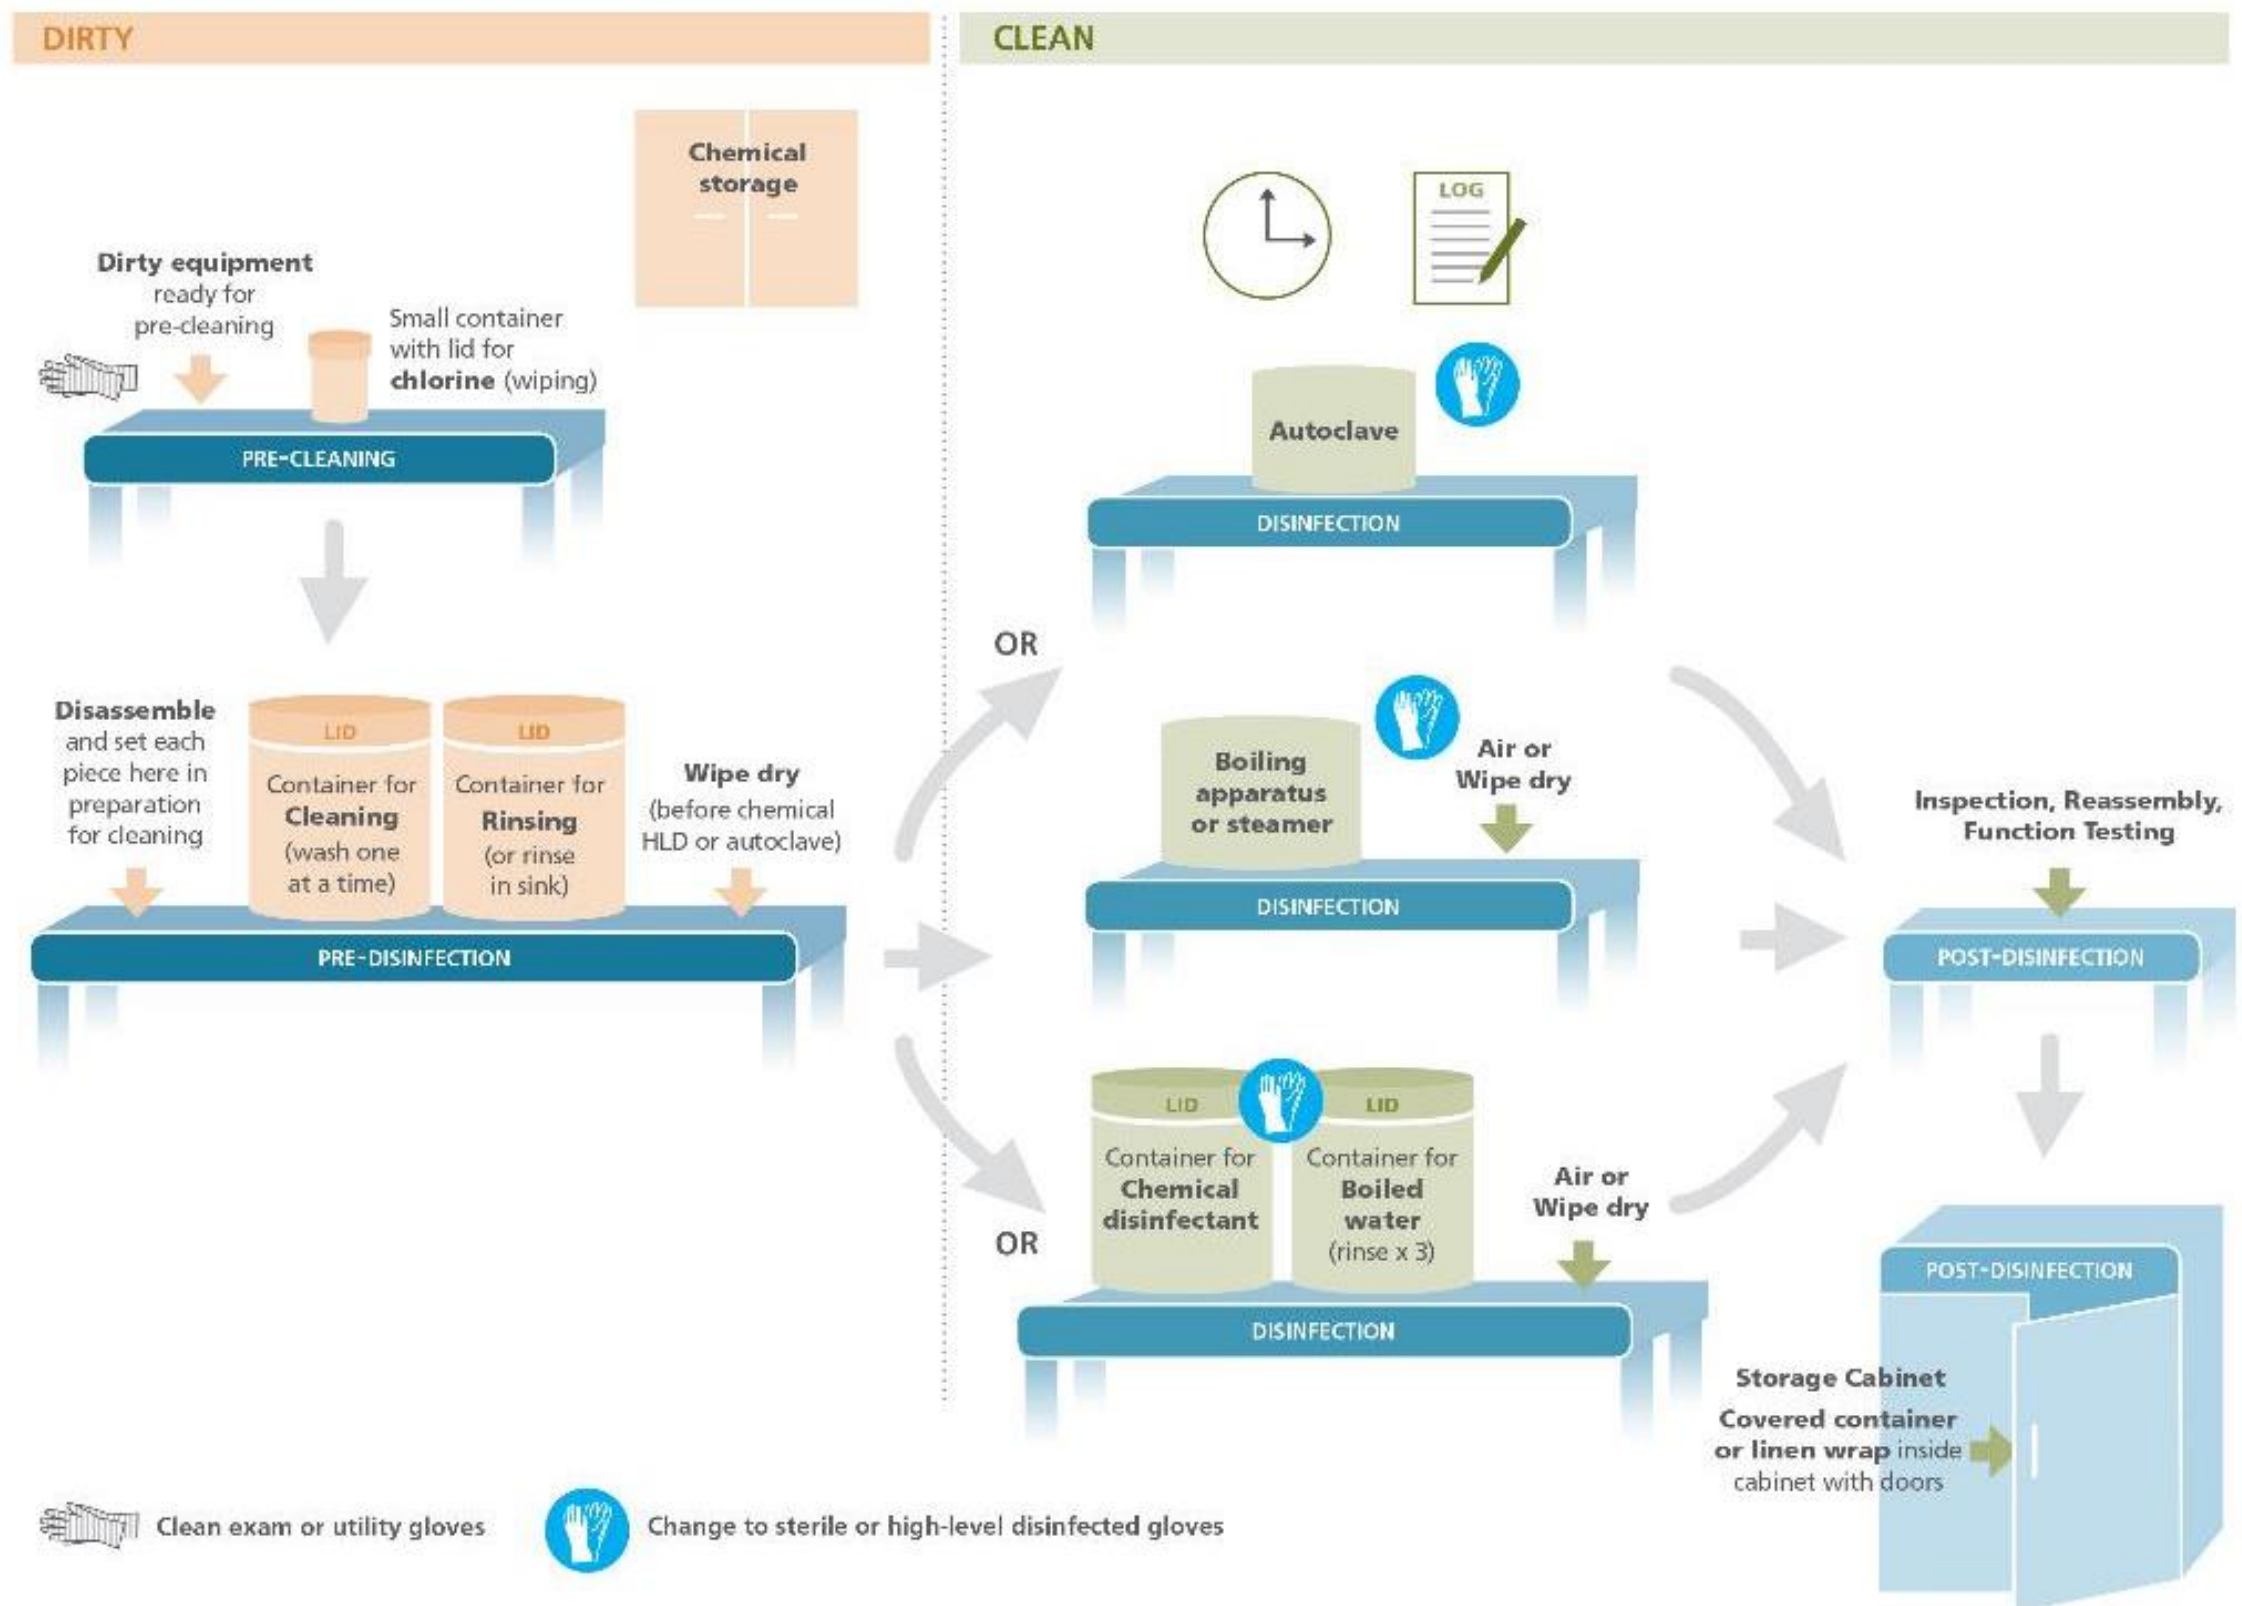 DIRTY
CLEAN
Chemical
storage
LOG
Dirty equipment
ready for
pre-cleaning
Small container
with lid for
chlorine (wiping)
PRE-CLEANING
Autoclave
DISINFECTION
OR
Disassemble
and set each
piece here in
preparation
for cleaning
LID
Container for
Cleaning
(wash one
at a time)
LID
Container for
Rinsing
(or rinse
in sink)
Wipe dry
(before chemical
HLD or autoclave)
PRE-DISINFECTION
Boiling
apparatus
or steamer
Air or
Wipe dry
DISINFECTION
Inspection, Reassembly,
Function Testing
POST-DISINFECTION
OR
LID
Container for
Chemical
disinfectant
LID
Container for
Boiled
water
(rinse x 3)
Air or
Wipe dry
DISINFECTION
POST-DISINFECTION
Storage Cabinet
Covered container
or linen wrap inside
cabinet with doors
Clean exam or utility gloves
Change to sterile or high-level disinfected gloves